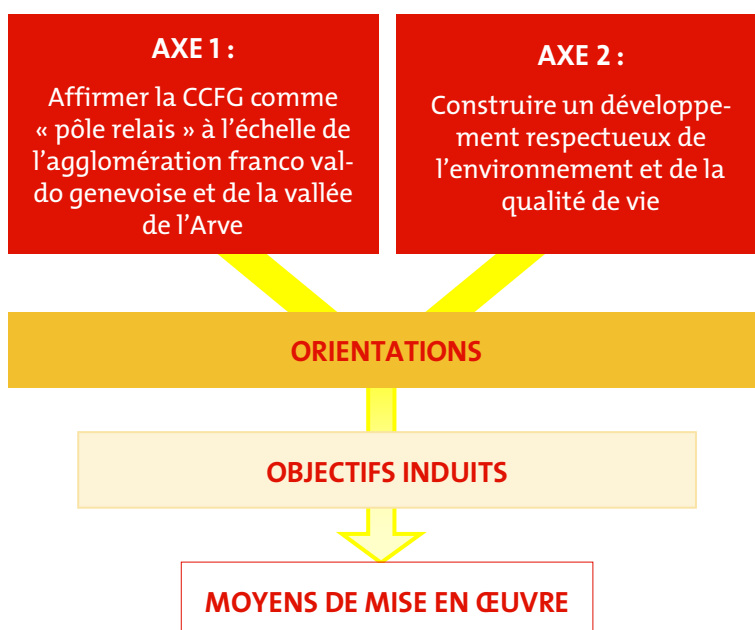 AXE 1 :
Affirmer la CCFG comme
« pôle relais » à l’échelle de
l’agglomération franco val-
do genevoise et de la vallée
de l’Arve
AXE 2 :
Construire un développe-
ment respectueux de
l’environnement et de la
qualité de vie
ORIENTATIONS
OBJECTIFS INDUITS
MOYENS DE MISE EN ŒUVRE